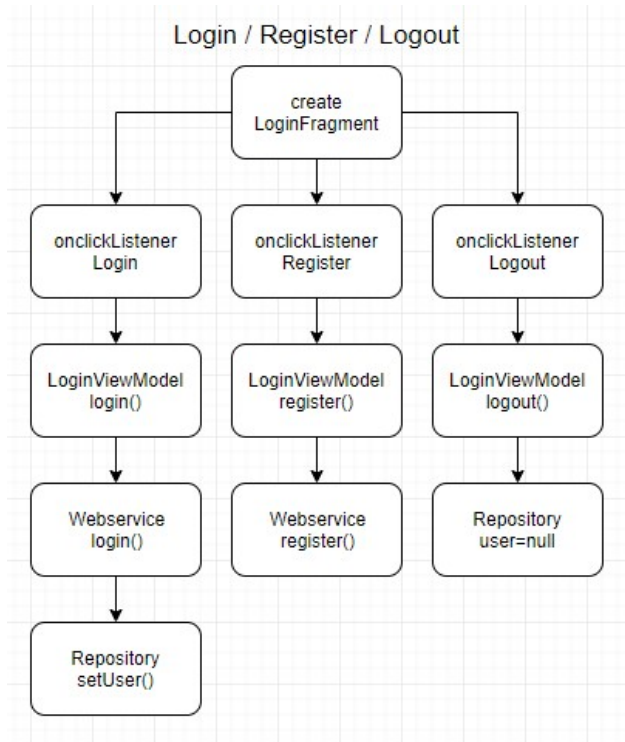 Login / Register / Logout
create
LoginFragment
onclickListener
Login
onclickListener
Register
onclickListener
Logout
LoginViewModel
login()
LoginViewModel
register()
LoginViewModel
logout()
Webservice
login()
Webservice
register()
Repository
user=null
Repository
setUser()